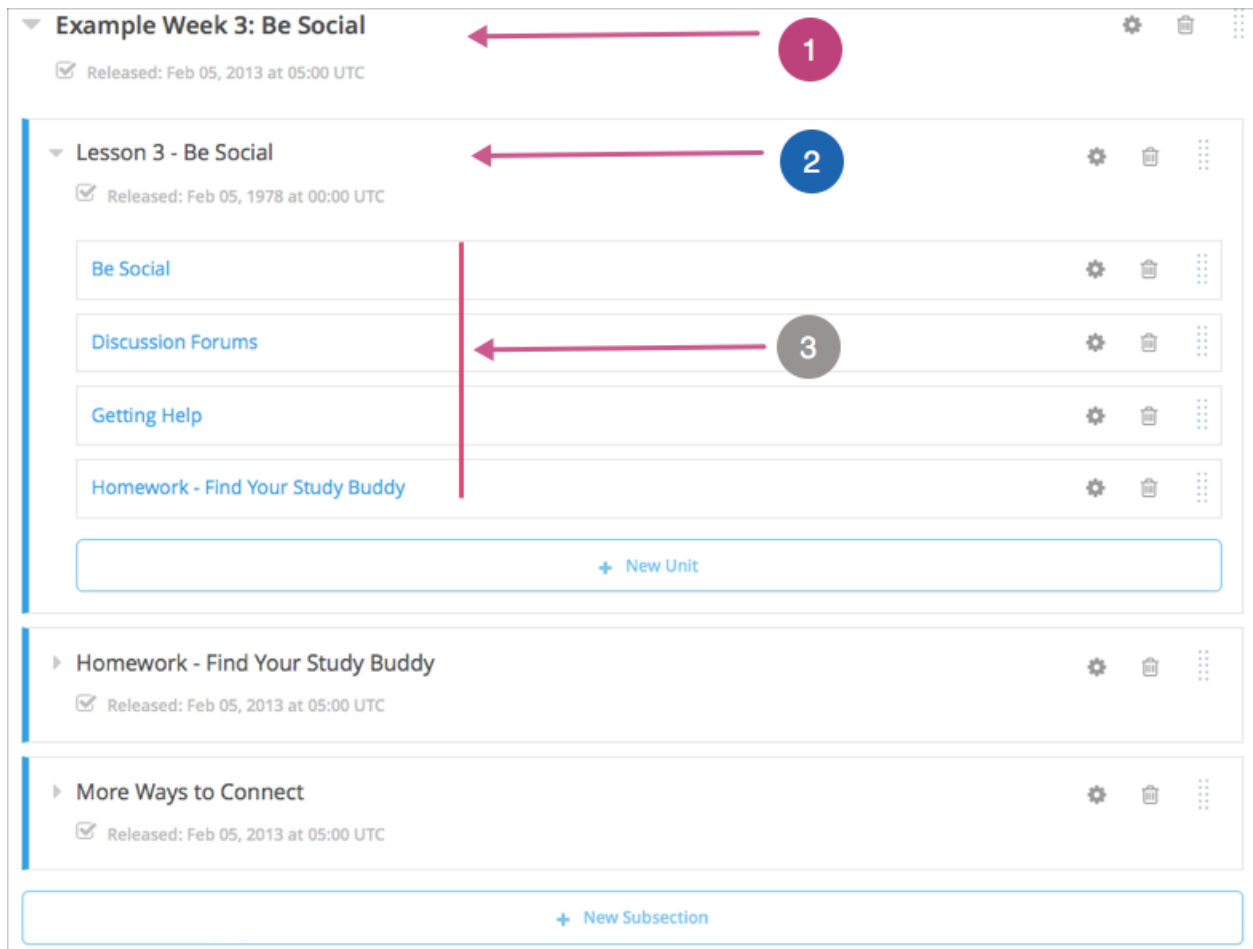 Example Week 3: Be Social
1
Released: Feb 05, 2013 at 05:00 UTC
Lesson 3 - Be Social
2
Released: Feb 05, 1978 at 00:00 UTC
Be Social
Discussion Forums
3
Getting Help
Homework - Find Your Study Buddy
+ New Unit
Homework - Find Your Study Buddy
Released: Feb 05, 2013 at 05:00 UTC
More Ways to Connect
Released: Feb 05, 2013 at 05:00 UTC
+ New Subsection